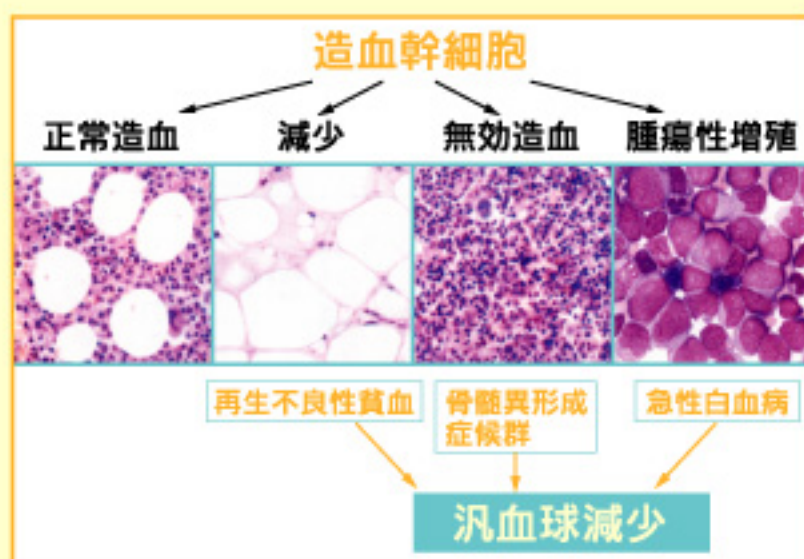 造血幹細胞
正常造血
減少
無効造血
腫瘍性増殖
再生不良性貧血
骨髄異形成
症候群
急性白血病
汎血球減少